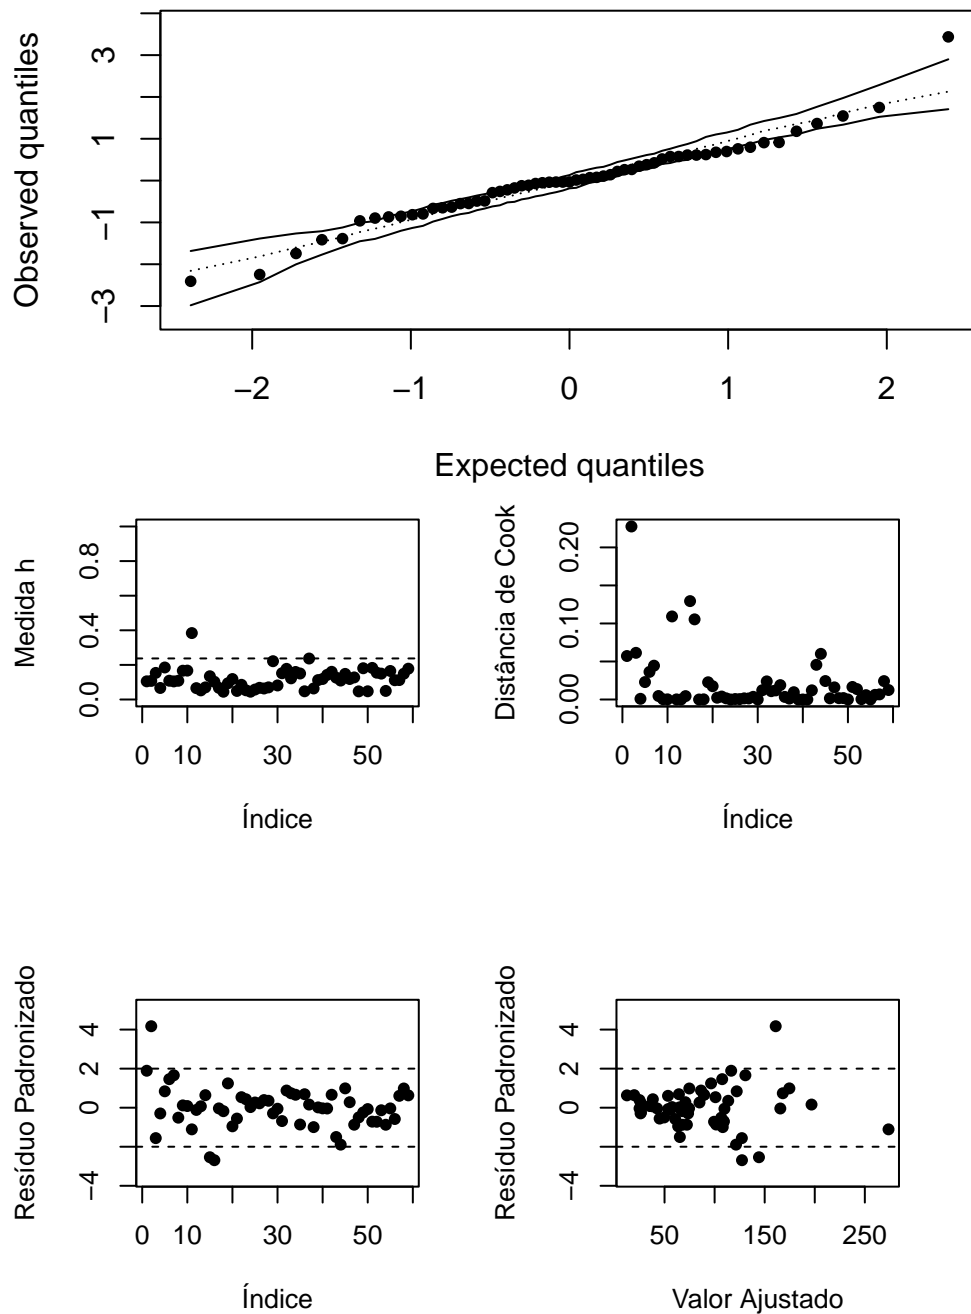 3
1
−1
−3
Observed quantiles
−2 −1 0 1 2
Expected quantiles
0.8
0.4
0.0
Medida h
0 10 30 50
Índice
0.20
0.10
0.00
Distância de Cook
0 10 30 50
Índice
4
2
0
−4
Resíduo Padronizado
0 10 30 50
Índice
4
2
0
−4
Resíduo Padronizado
50 150 250
Valor Ajustado